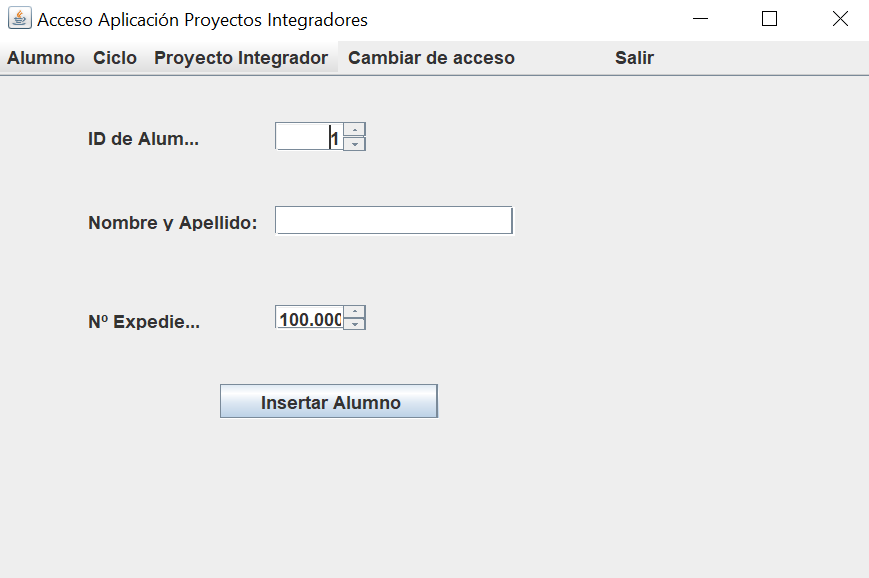 Acceso Aplicación Proyectos Integradores
Alumno Ciclo Proyecto Integrador Cambiar de acceso Salir
ID de Alum... 1
Nombre y Apellido:
Nº Expedie... 100.000
Insertar Alumno